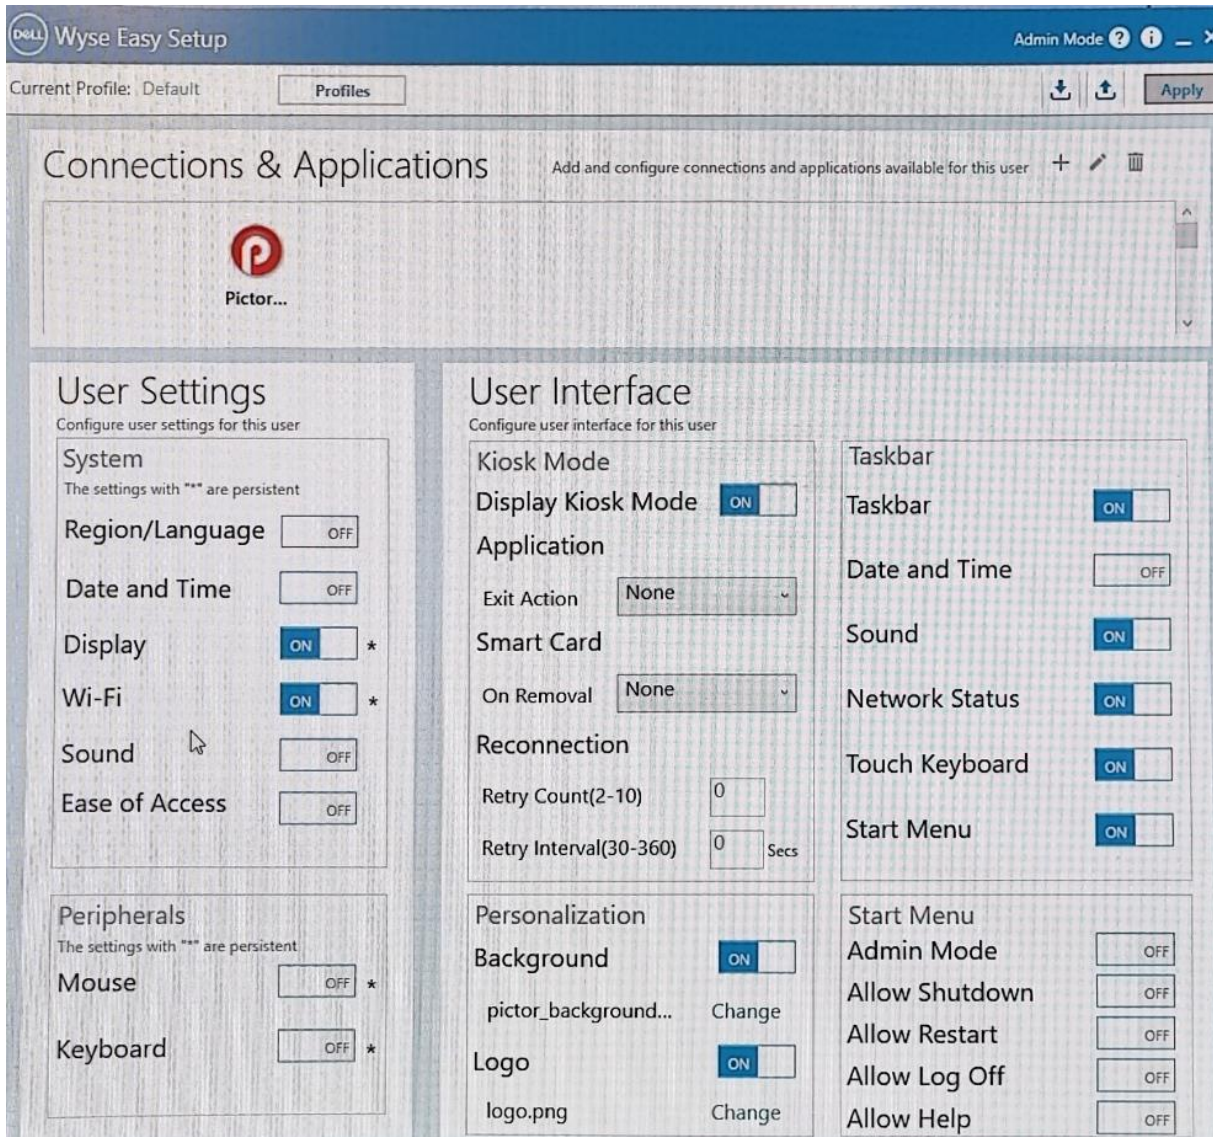 DELL Wyse Easy Setup
Admin Mode ? i
Current Profile: Default
Profiles
Apply
Connections & Applications
Add and configure connections and applications available for this user
Pictor...
User Settings
Configure user settings for this user
System
The settings with "*" are persistent
Region/Language OFF
Date and Time OFF
Display ON *
Wi-Fi ON *
Sound OFF
Ease of Access OFF
Peripherals
The settings with "*" are persistent
Mouse OFF *
Keyboard OFF *
User Interface
Configure user interface for this user
Kiosk Mode
Display Kiosk Mode ON
Application
Exit Action None
Smart Card
On Removal None
Reconnection
Retry Count(2-10) 0
Retry Interval(30-360) 0 Secs
Personalization
Background ON
pictor_background... Change
Logo ON
logo.png Change
Taskbar
Taskbar ON
Date and Time OFF
Sound ON
Network Status ON
Touch Keyboard ON
Start Menu ON
Start Menu
Admin Mode OFF
Allow Shutdown OFF
Allow Restart OFF
Allow Log Off OFF
Allow Help OFF